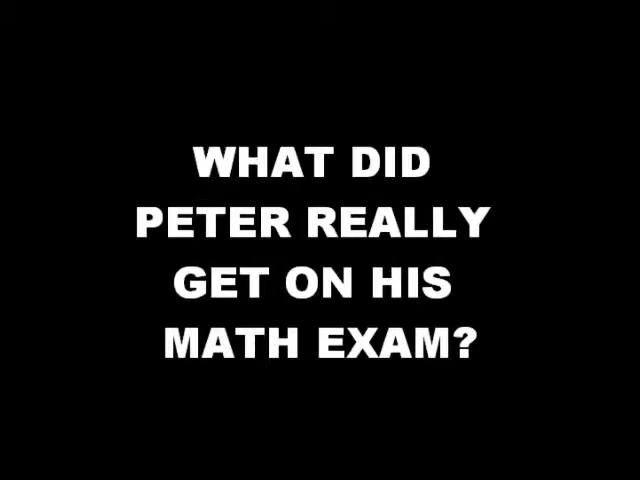 WHAT DID
PETER REALLY
GET ON HIS
MATH EXAM?